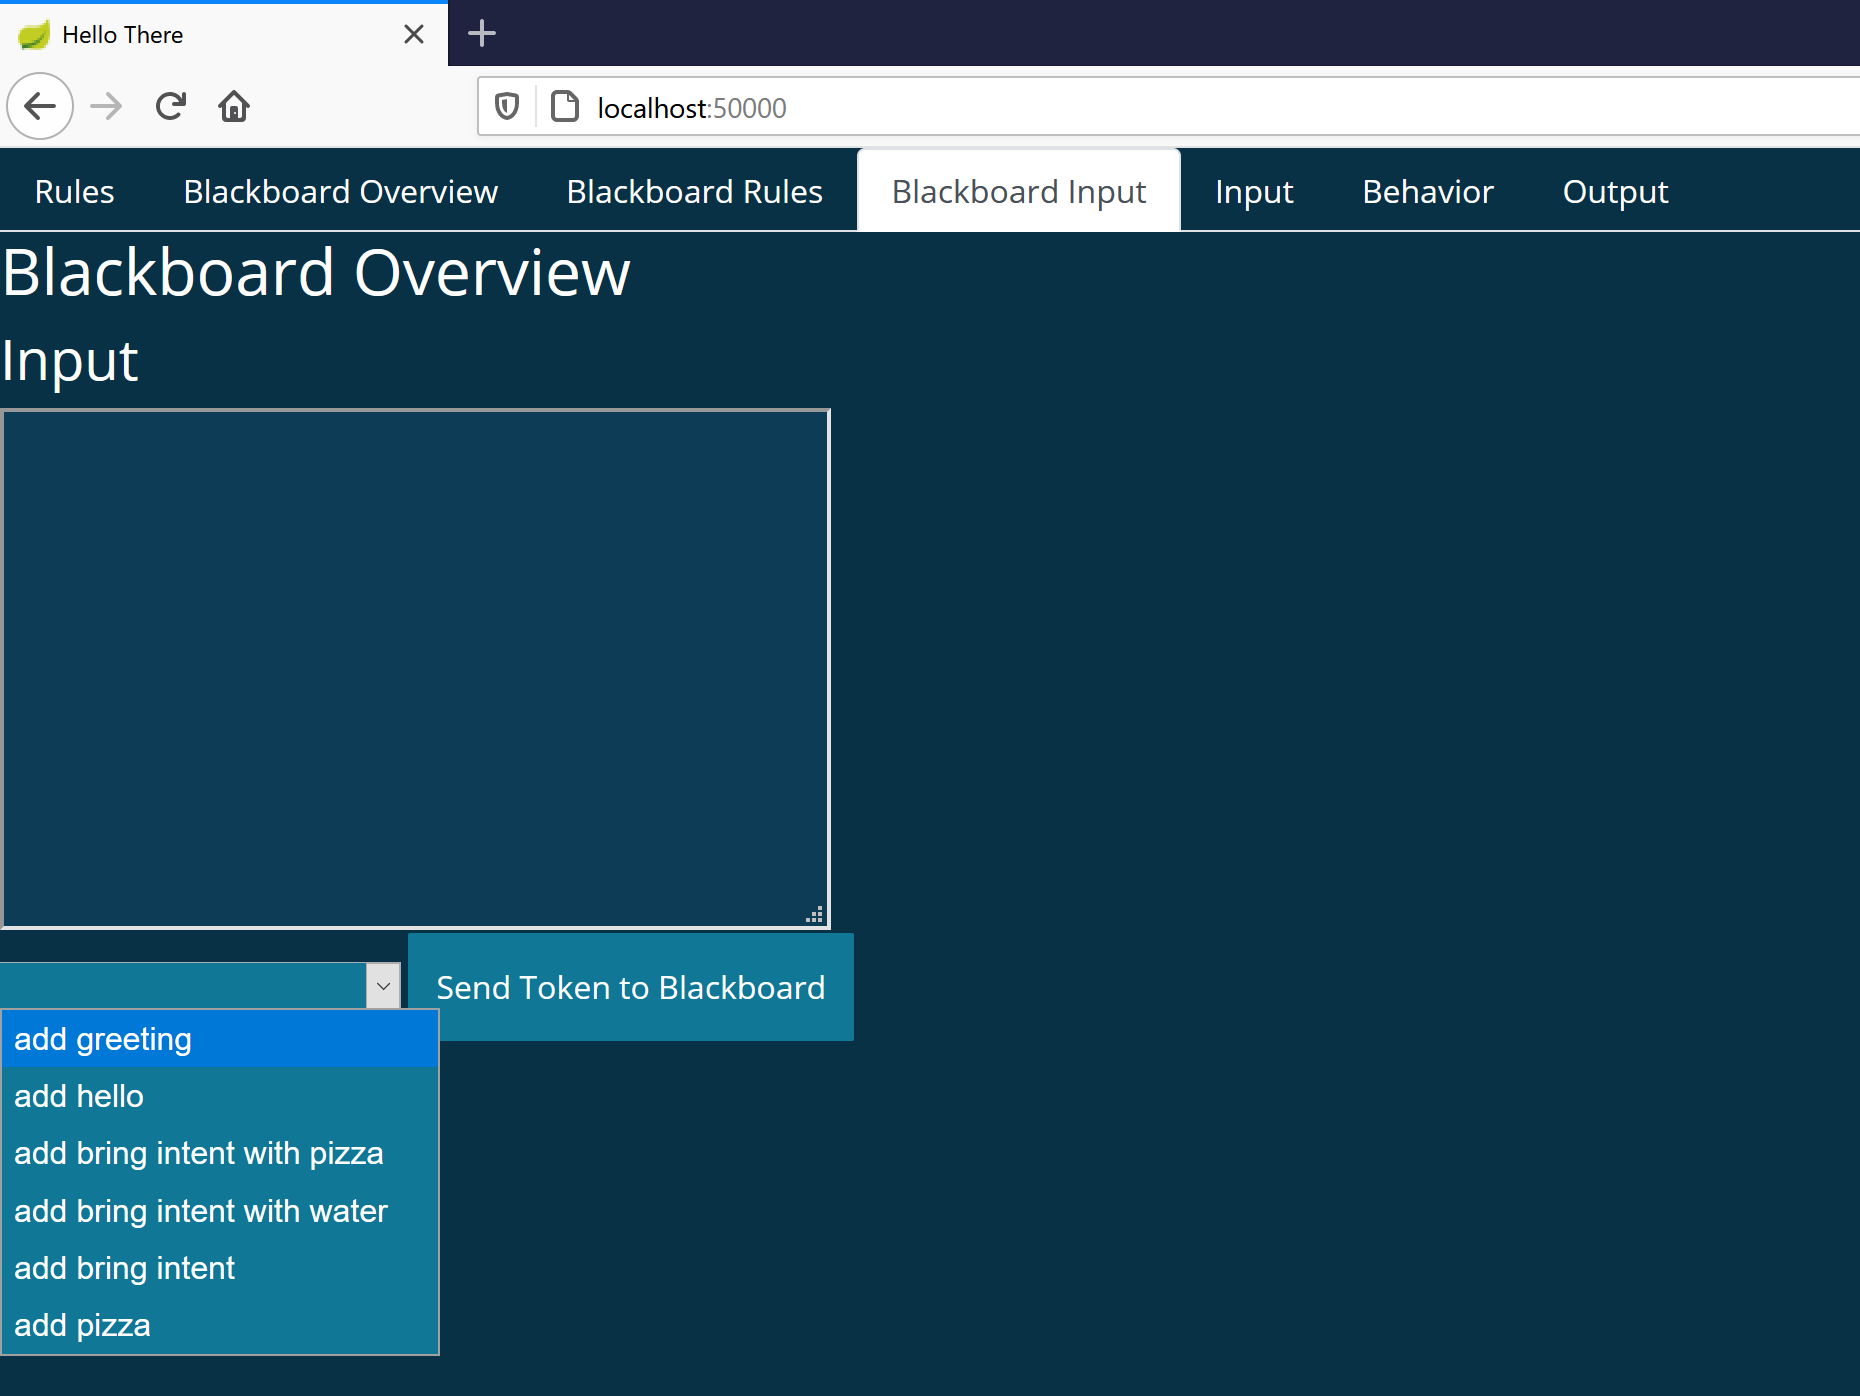 Hello There
localhost:50000
Rules Blackboard Overview Blackboard Rules Blackboard Input Input Behavior Output
Blackboard Overview
Input
Send Token to Blackboard
add greeting
add hello
add bring intent with pizza
add bring intent with water
add bring intent
add pizza